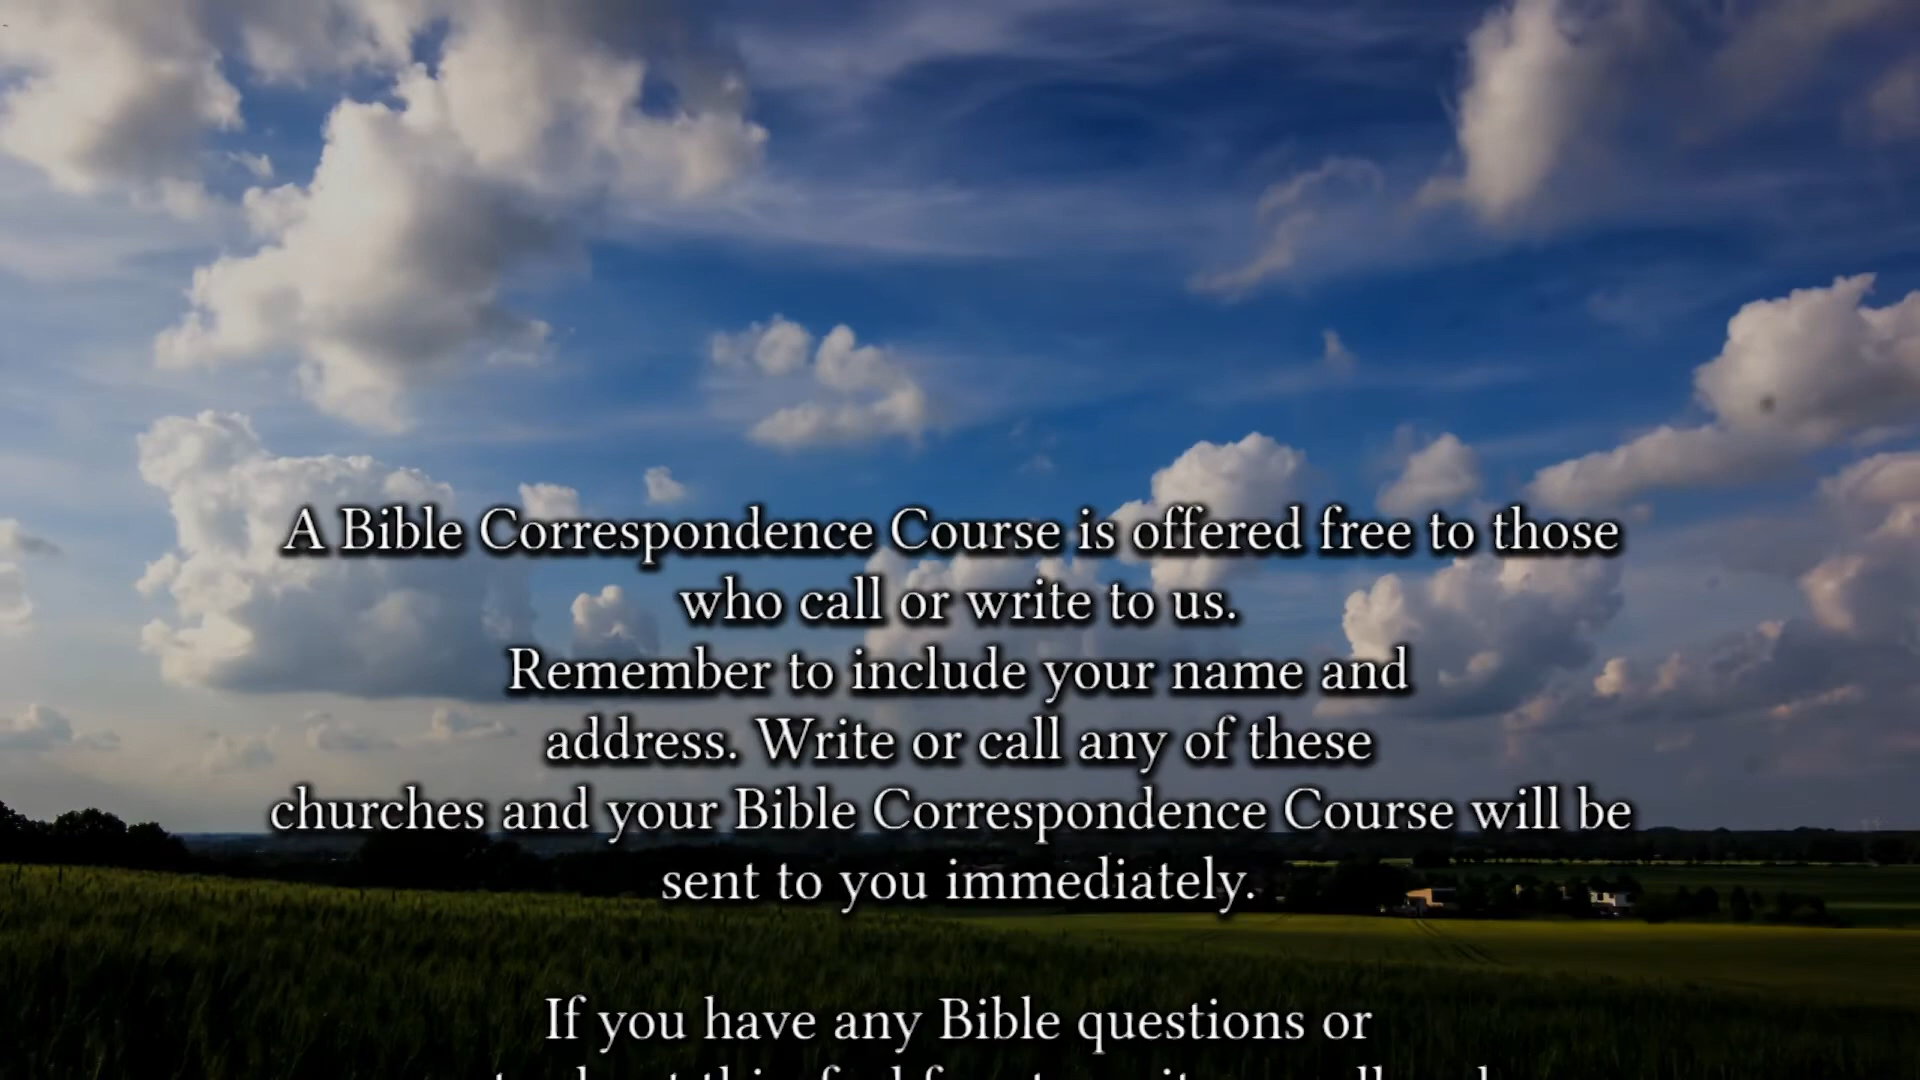 A Bible Correspondence Course is offered free to those
who call or write to us.
Remember to include your name and
address. Write or call any of these
churches and your Bible Correspondence Course will be
sent to you immediately.
If you have any Bible questions or